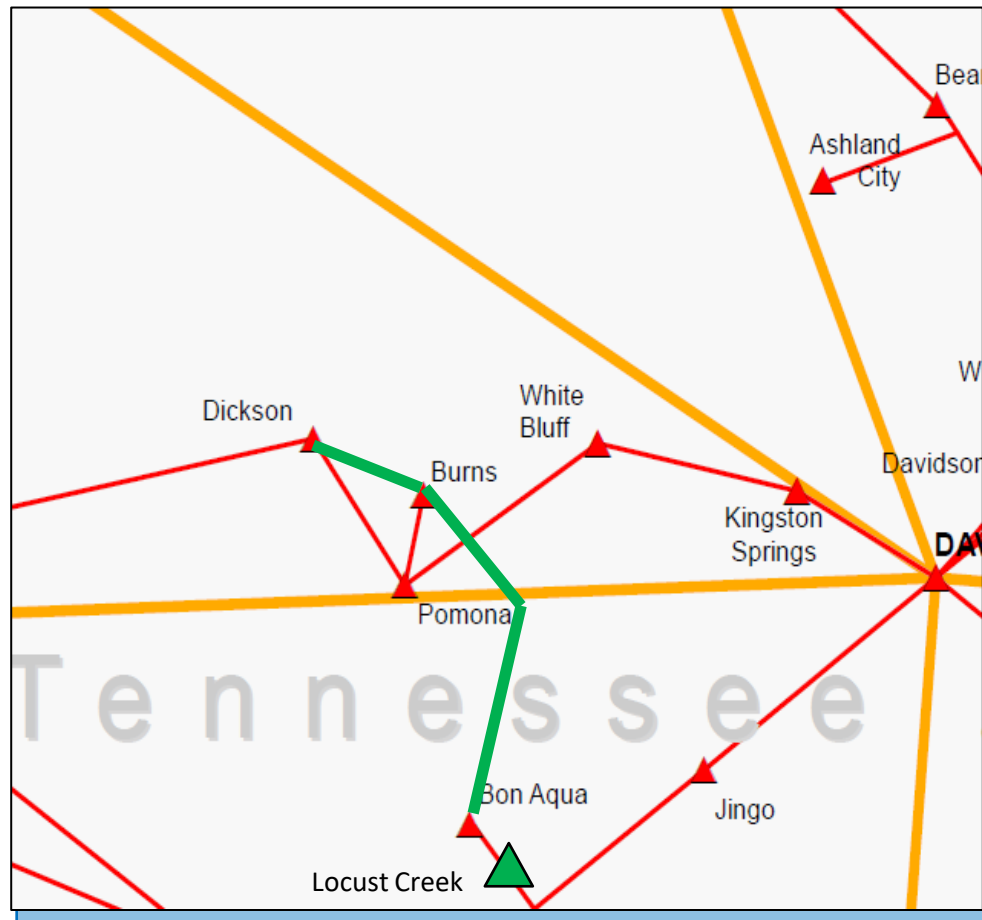 Bea
Ashland
City
W
White
Bluff
Dickson
Burns
Davidson
Kingston
Springs
DAV
Pomona
Tennessee
Bon Aqua
Jingo
Locust Creek